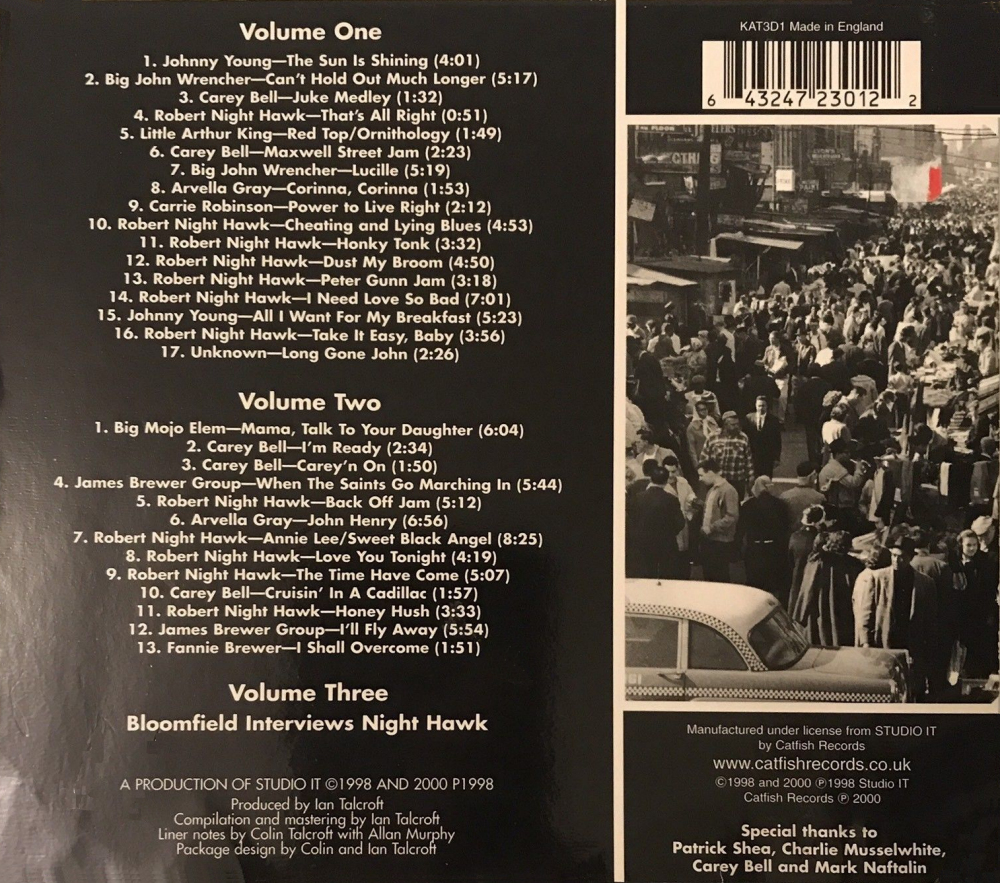 Volume One
1. Johnny Young—The Sun Is Shining (4:01)
2. Big John Wrencher—Can't Hold Out Much Longer (5:17)
3. Carey Bell—Juke Medley (1:32)
4. Robert Night Hawk—That's All Right (0:51)
5. Little Arthur King—Red Top/Ornithology (1:49)
6. Carey Bell—Maxwell Street Jam (2:23)
7. Big John Wrencher—Lucille (5:19)
8. Arvella Gray—Corinna, Corinna (1:53)
9. Carrie Robinson—Power to Live Right (2:12)
10. Robert Night Hawk—Cheating and Lying Blues (4:53)
11. Robert Night Hawk—Honky Tonk (3:32)
12. Robert Night Hawk—Dust My Broom (4:50)
13. Robert Night Hawk—Peter Gunn Jam (3:18)
14. Robert Night Hawk—I Need Love So Bad (7:01)
15. Johnny Young—All I Want For My Breakfast (5:23)
16. Robert Night Hawk—Take It Easy, Baby (3:56)
17. Unknown—Long Gone John (2:26)
Volume Two
1. Big Mojo Elem—Mama, Talk To Your Daughter (6:04)
2. Carey Bell—I'm Ready (2:34)
3. Carey Bell—Carey'n On (1:50)
4. James Brewer Group—When The Saints Go Marching In (5:44)
5. Robert Night Hawk—Back Off Jam (5:12)
6. Arvella Gray—John Henry (6:56)
7. Robert Night Hawk—Annie Lee/Sweet Black Angel (8:25)
8. Robert Night Hawk—Love You Tonight (4:19)
9. Robert Night Hawk—The Time Have Come (5:07)
10. Carey Bell—Cruisin' In A Cadillac (1:57)
11. Robert Night Hawk—Honey Hush (3:33)
12. James Brewer Group—I'll Fly Away (5:54)
13. Fannie Brewer—I Shall Overcome (1:51)
Volume Three
Bloomfield Interviews Night Hawk
A PRODUCTION OF STUDIO IT ©1998 AND 2000 P1998
Produced by Ian Talcroft
Compilation and mastering by Ian Talcroft
Liner notes by Colin Talcroft with Allan Murphy
Package design by Colin and Ian Talcroft
KAT3D1 Made in England
6 43247 23012 2
Manufactured under license from STUDIO IT
by Catfish Records
www.catfishrecords.co.uk
©1998 and 2000 ℗1998 Studio IT
Catfish Records ℗ 2000
Special thanks to
Patrick Shea, Charlie Musselwhite,
Carey Bell and Mark Naftalin